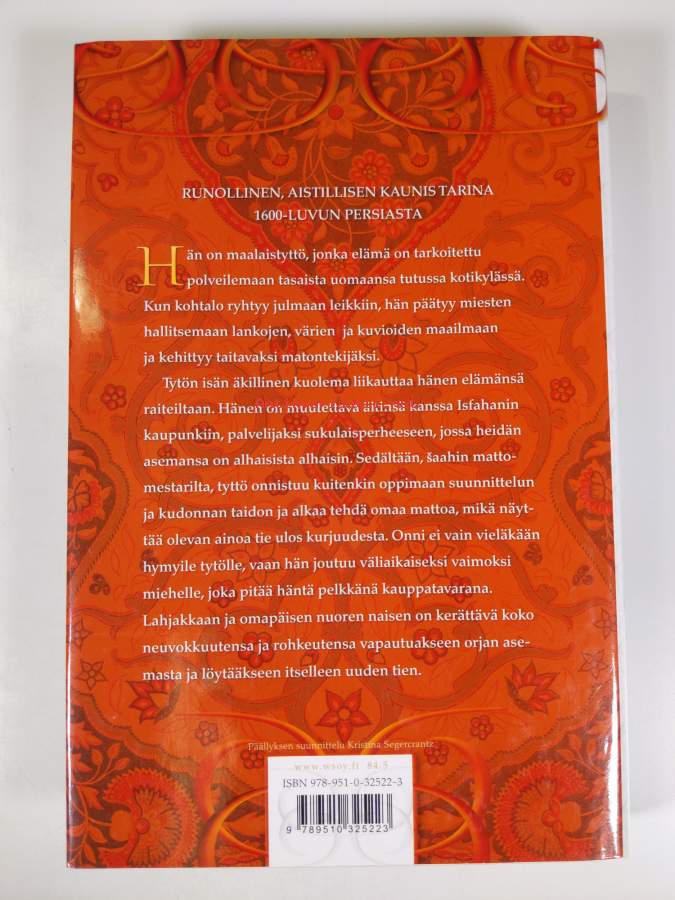 RUNOLLINEN, AISTILLISEN KAUNIS TARINA
1600-LUVUN PERSIASTA
Hän on maalaistyttö, jonka elämä on tarkoitettu
polveilemaan tasaista uomaansa tutussa kotikylässä.
Kun kohtalo ryhtyy julmaan leikkiin, hän päätyy miesten
hallitsemaan lankojen, värien ja kuvioiden maailmaan
ja kehittyy taitavaksi matontekijäksi.
Tytön isän äkillinen kuolema liikauttaa hänen elämänsä
raiteiltaan. Hänen on muutettava äitinsä kanssa Isfahanin
kaupunkiin, palvelijaksi sukulaisperheeseen, jossa heidän
asemansa on alhaisista alhaisin. Sedältään, šaahin matto-
mestarilta, tyttö onnistuu kuitenkin oppimaan suunnittelun
ja kudonnan taidon ja alkaa tehdä omaa mattoa, mikä näyt-
tää olevan ainoa tie ulos kurjuudesta. Onni ei vain vieläkään
hymyile tytölle, vaan hän joutuu väliaikaiseksi vaimoksi
miehelle, joka pitää häntä pelkkänä kauppatavarana.
Lahjakkaan ja omapäisen nuoren naisen on kerättävä koko
neuvokkuutensa ja rohkeutensa vapautuakseen orjan ase-
masta ja löytääkseen itselleen uuden tien.
Päällyksen suunnittelu Kristina Segercrantz
www.wsoy.fi 84.5
ISBN 978-951-0-32522-3
9 789510 325223